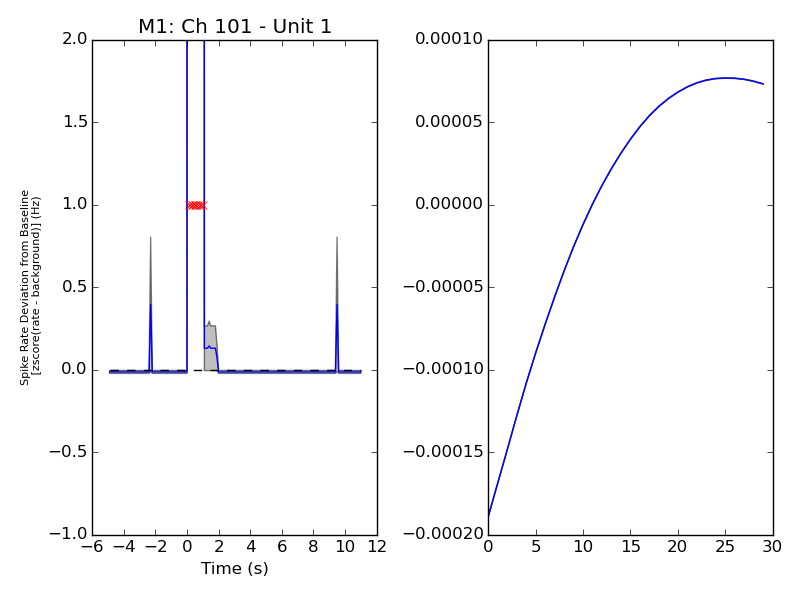 M1: Ch 101 - Unit 1
Spike Rate Deviation from Baseline
[zscore(rate - background)] (Hz)
2.0
1.5
1.0
0.5
0.0
−0.5
−1.0
−6 −4 −2 0 2 4 6 8 10 12
Time (s)
0.00010
0.00005
0.00000
−0.00005
−0.00010
−0.00015
−0.00020
0 5 10 15 20 25 30